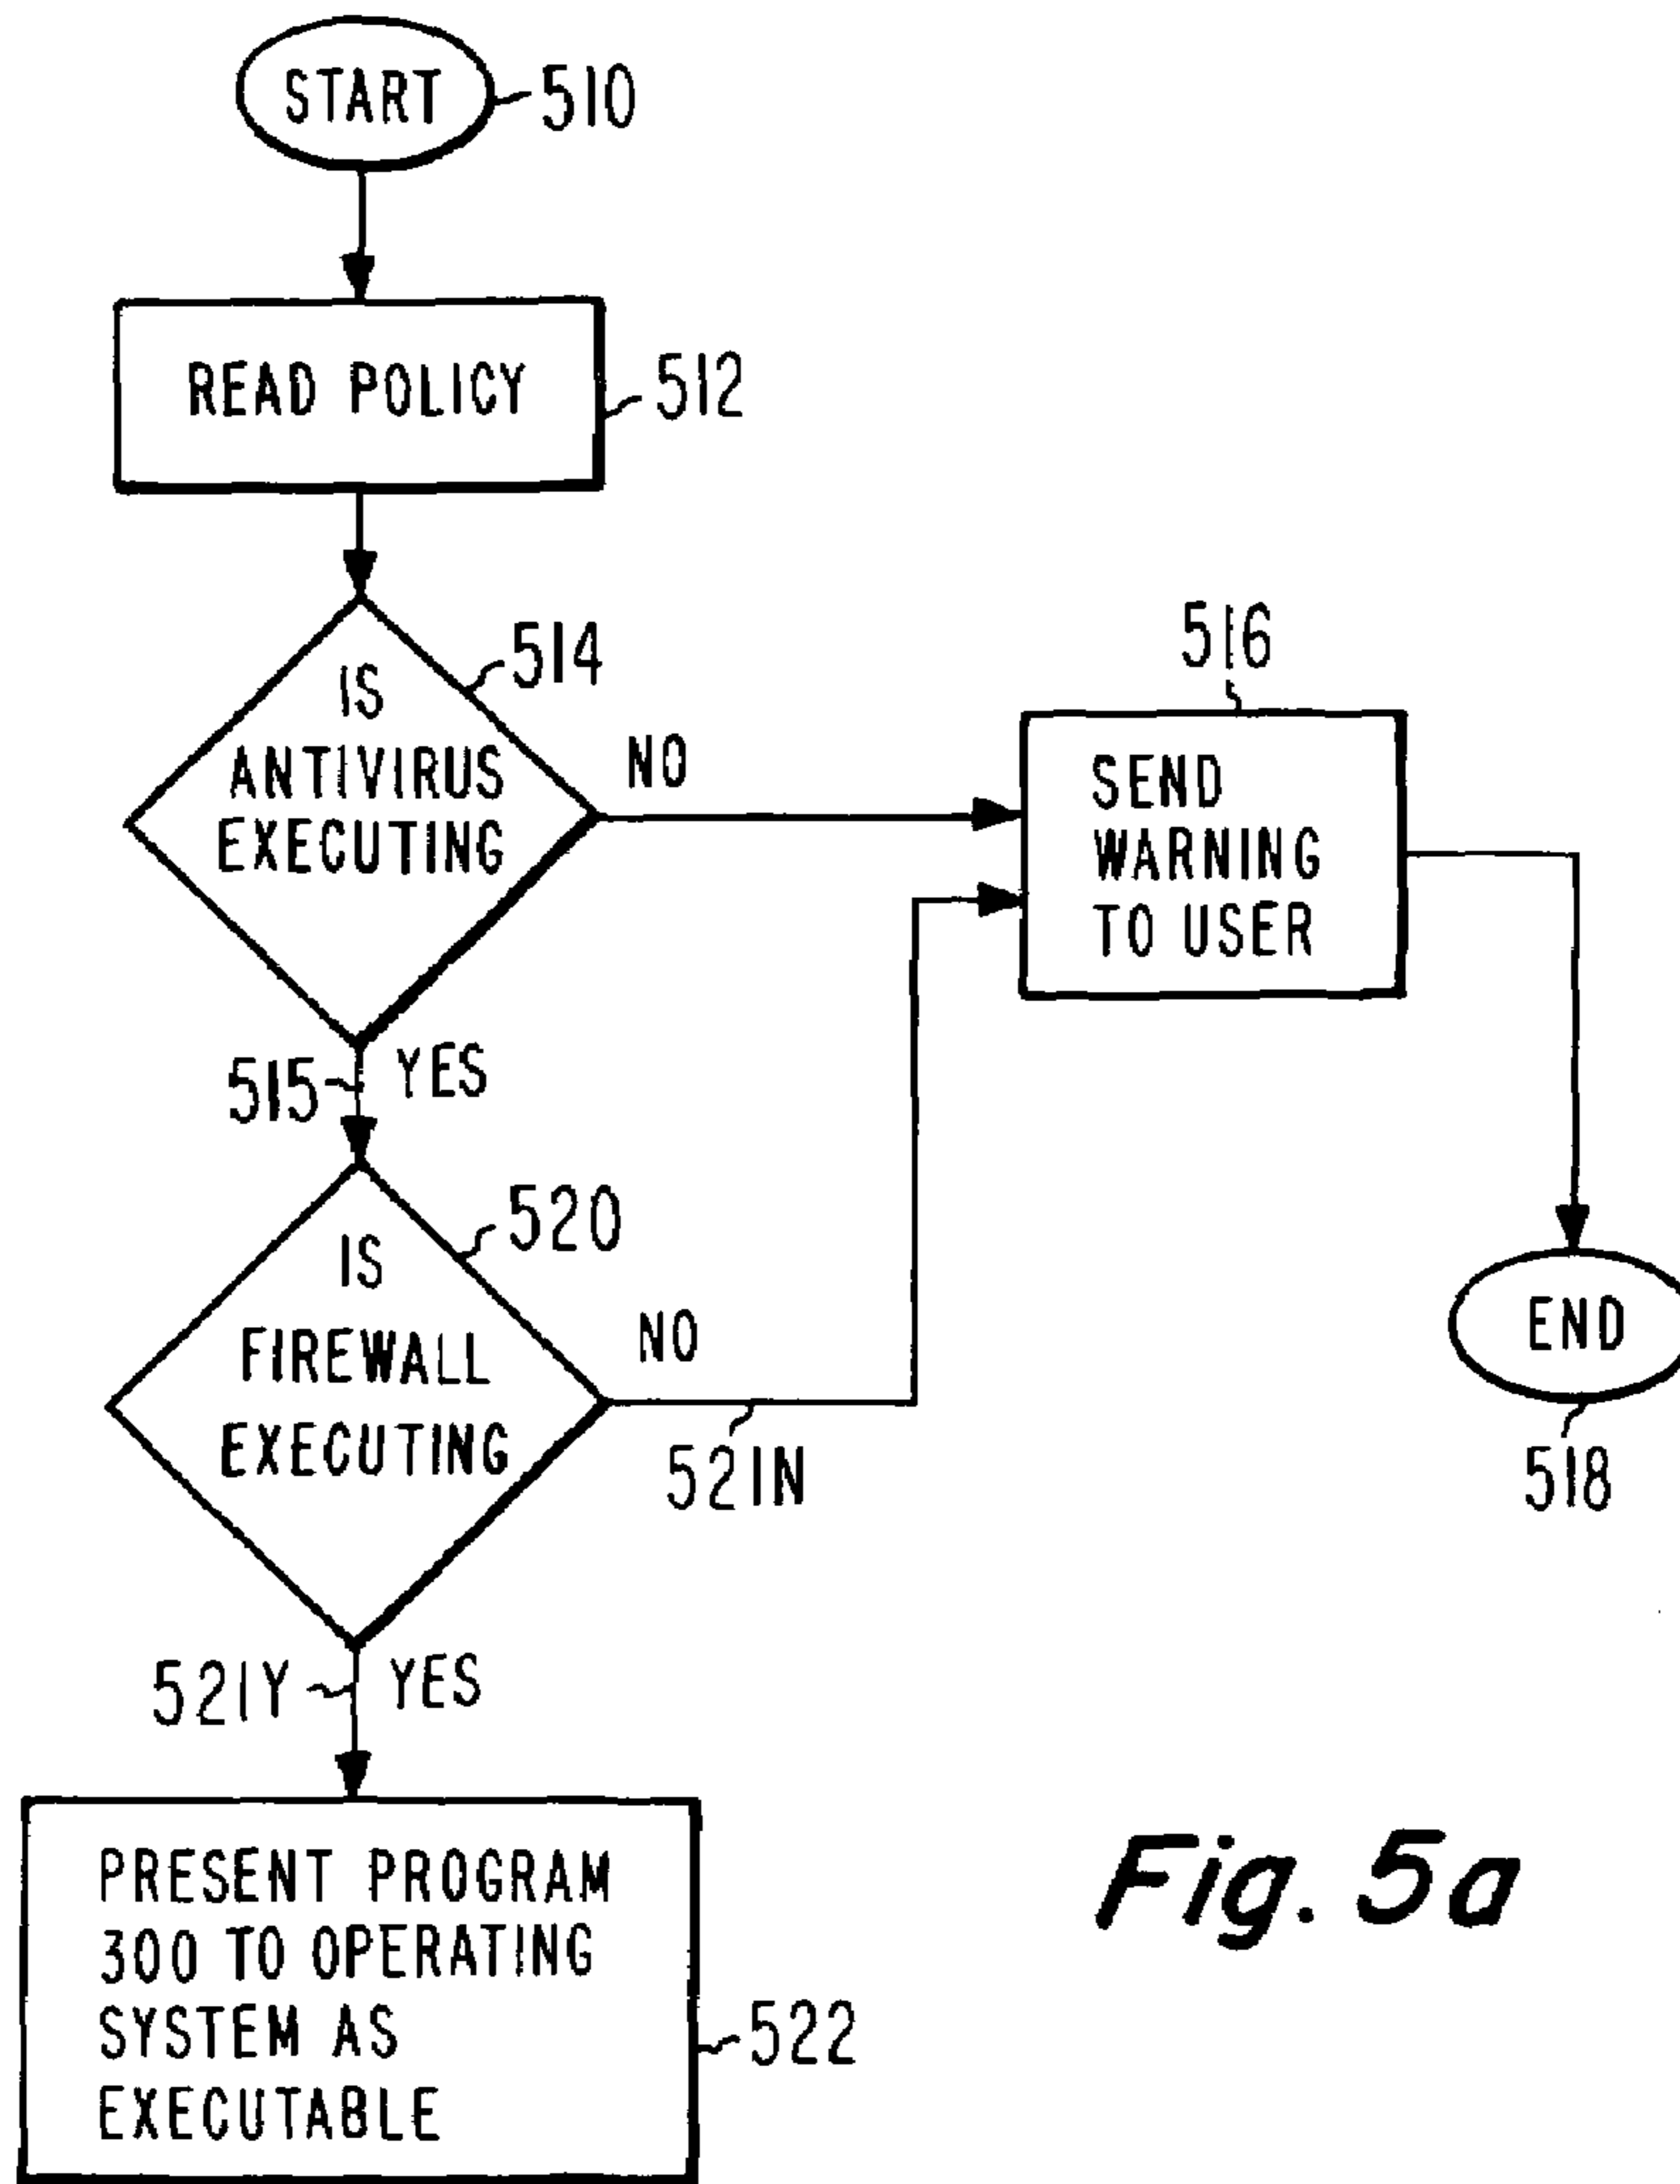 START
510
READ POLICY
512
IS
ANTIVIRUS
EXECUTING
514
NO
516
SEND
WARNING
TO USER
515
YES
IS
FIREWALL
EXECUTING
520
NO
521N
END
518
521Y
YES
PRESENT PROGRAM
300 TO OPERATING
SYSTEM AS
EXECUTABLE
522
Fig. 5a